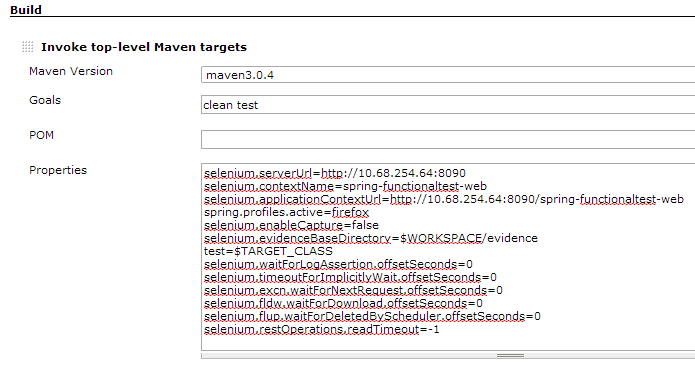 Build
Invoke top-level Maven targets
Maven Version
maven3.0.4
Goals
clean test
POM
Properties
selenium.serverUrl=http://10.68.254.64:8090
selenium.contextName=spring-functionaltest-web
selenium.applicationContextUrl=http://10.68.254.64:8090/spring-functionaltest-web
spring.profiles.active=firefox
selenium.enableCapture=false
selenium.evidenceBaseDirectory=$WORKSPACE/evidence
test=$TARGET_CLASS
selenium.waitForLogAssertion.offsetSeconds=0
selenium.timeoutForImplicitlyWait.offsetSeconds=0
selenium.excn.waitForNextRequest.offsetSeconds=0
selenium.fldw.waitForDownload.offsetSeconds=0
selenium.flup.waitForDeletedByScheduler.offsetSeconds=0
selenium.restOperations.readTimeout=-1